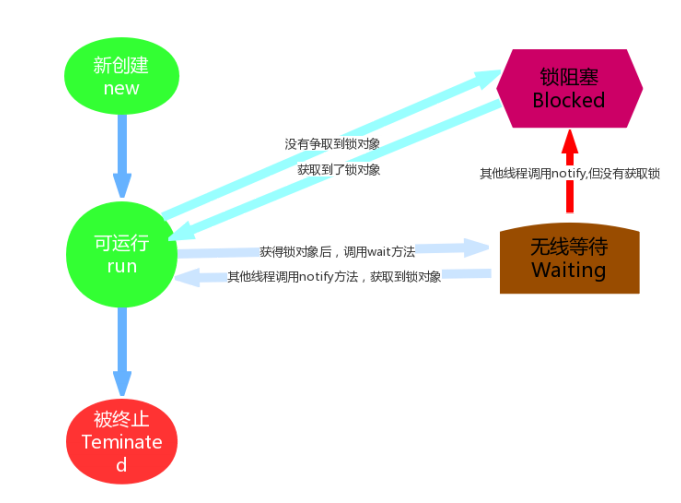 新创建
new
锁阻塞
Blocked
没有争取到锁对象
获取到了锁对象
其他线程调用notify,但没有获取锁
可运行
run
获得锁对象后，调用wait方法
其他线程调用notify方法，获取到锁对象
无线等待
Waiting
被终止
Teminate
d